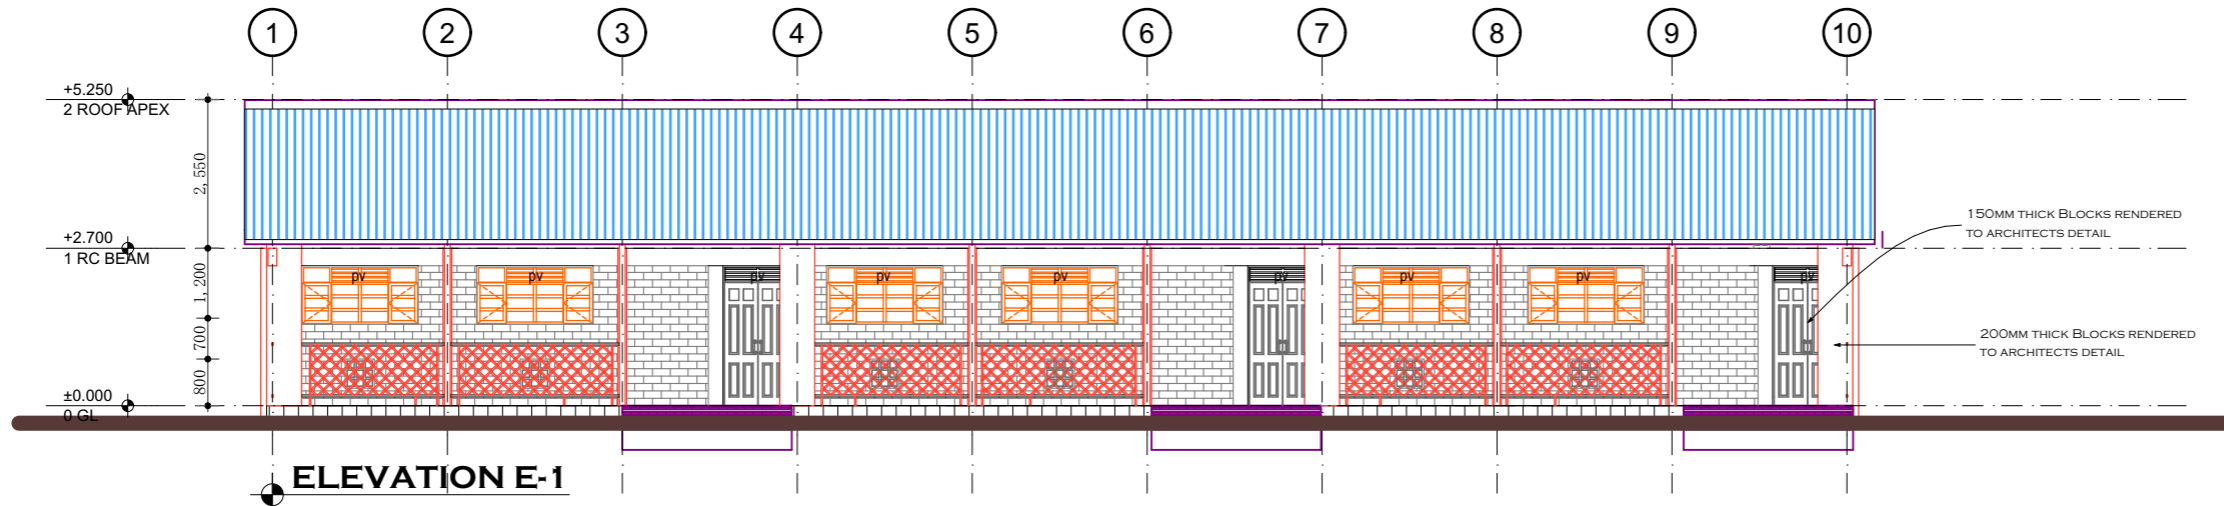 1 2 3 4 5 6 7 8 9 10
+5.250
2 ROOF APEX
2,550
+2.700
1 RC BEAM
1,200
700
800
±0.000
0 GL
pv pv pv pv pv pv pv pv pv
150MM THICK BLOCKS RENDERED
TO ARCHITECTS DETAIL
200MM THICK BLOCKS RENDERED
TO ARCHITECTS DETAIL
ELEVATION E-1